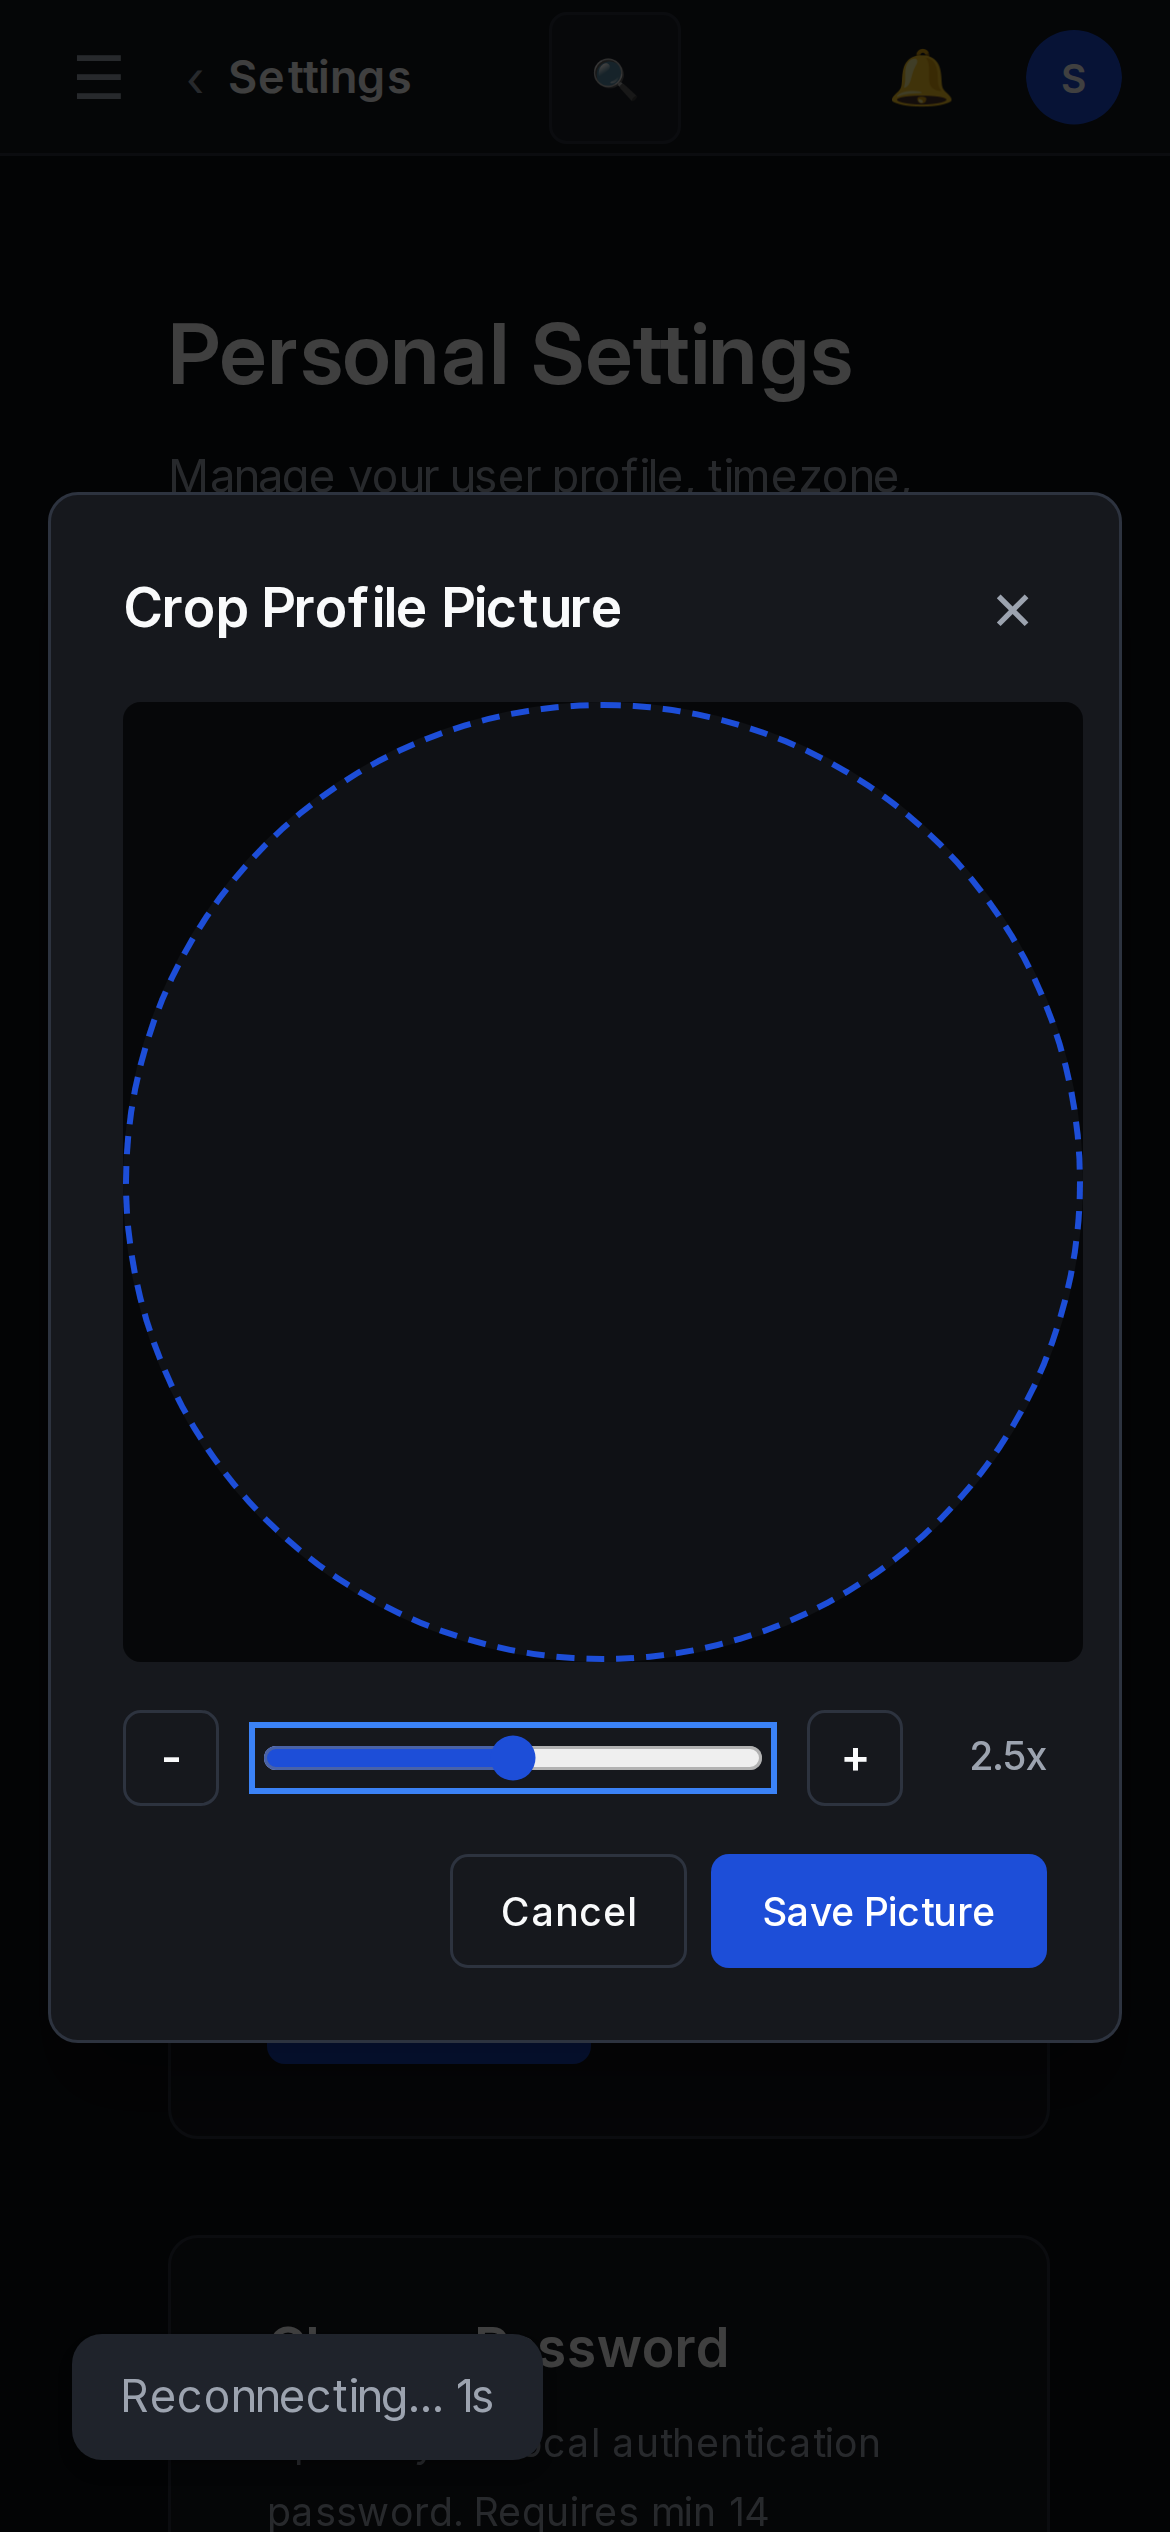 ☰ ‹ Settings S
Personal Settings
Manage your user profile, timezone,
Crop Profile Picture ✕
- + 2.5x
Cancel Save Picture
ssword
Reconnecting... 1s
cal authentication
password. Requires min 14